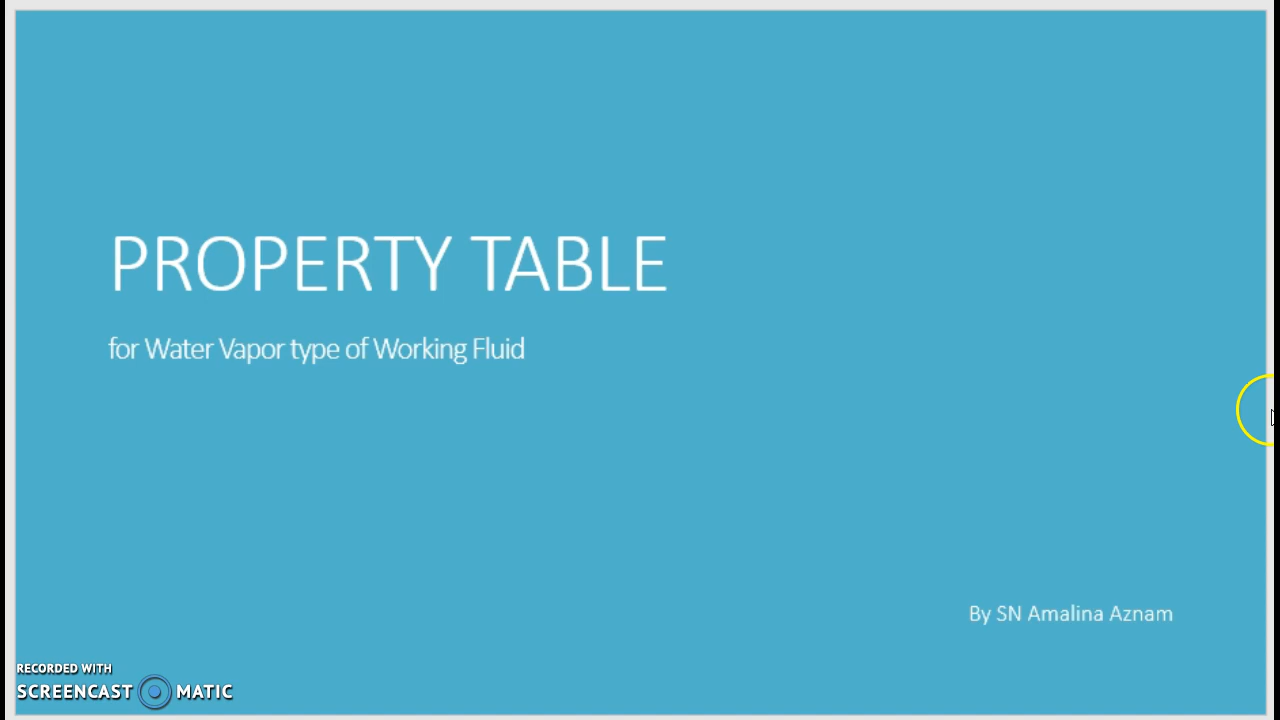 PROPERTY TABLE
for Water Vapor type of Working Fluid
By SN Amalina Aznam
RECORDED WITH
SCREENCAST MATIC